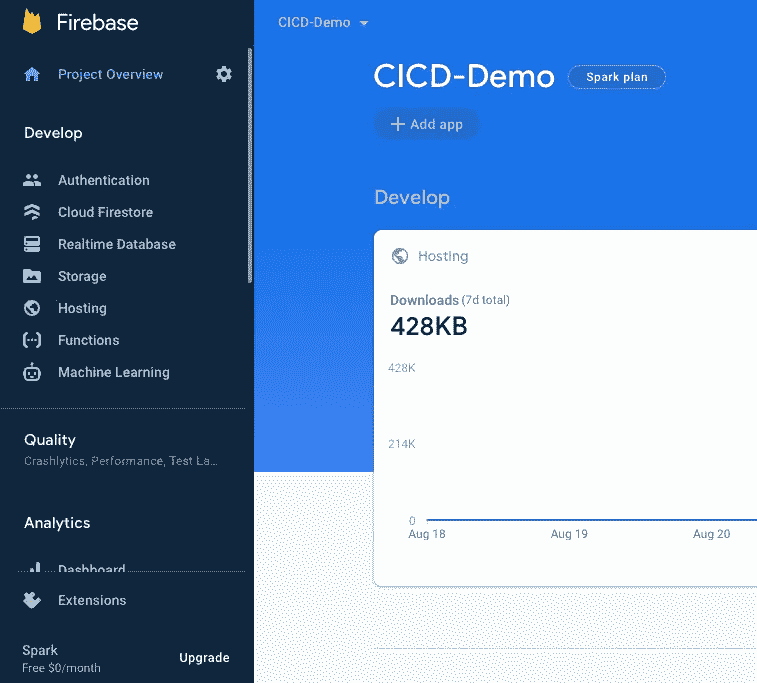 Firebase
Project Overview
Develop
Authentication
Cloud Firestore
Realtime Database
Storage
Hosting
Functions
Machine Learning
Quality
Crashlytics, Performance, Test La...
Analytics
Dashboard
Extensions
Spark
Free $0/month
Upgrade
CICD-Demo
CICD-Demo
Spark plan
+ Add app
Develop
Hosting
Downloads (7d total)
428KB
428K
214K
0
Aug 18 Aug 19 Aug 20